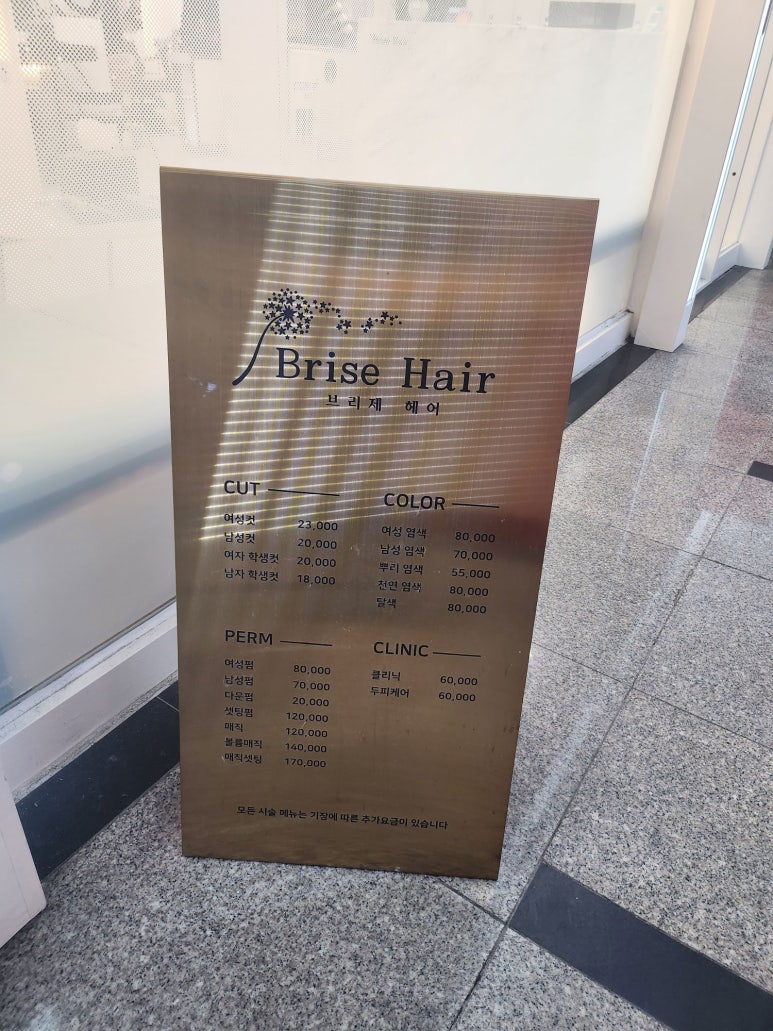 Brise Hair
브리제 헤어
CUT
여성컷 23,000
남성컷 20,000
여자 학생컷 20,000
남자 학생컷 18,000
COLOR
여성 염색 80,000
남성 염색 70,000
뿌리 염색 55,000
천연 염색 80,000
탈색 80,000
PERM
여성펌 80,000
남성펌 70,000
다운펌 20,000
셋팅펌 120,000
매직 120,000
볼륨매직 140,000
매직셋팅 170,000
CLINIC
클리닉 60,000
두피케어 60,000
모든 시술 메뉴는 기장에 따른 추가요금이 있습니다